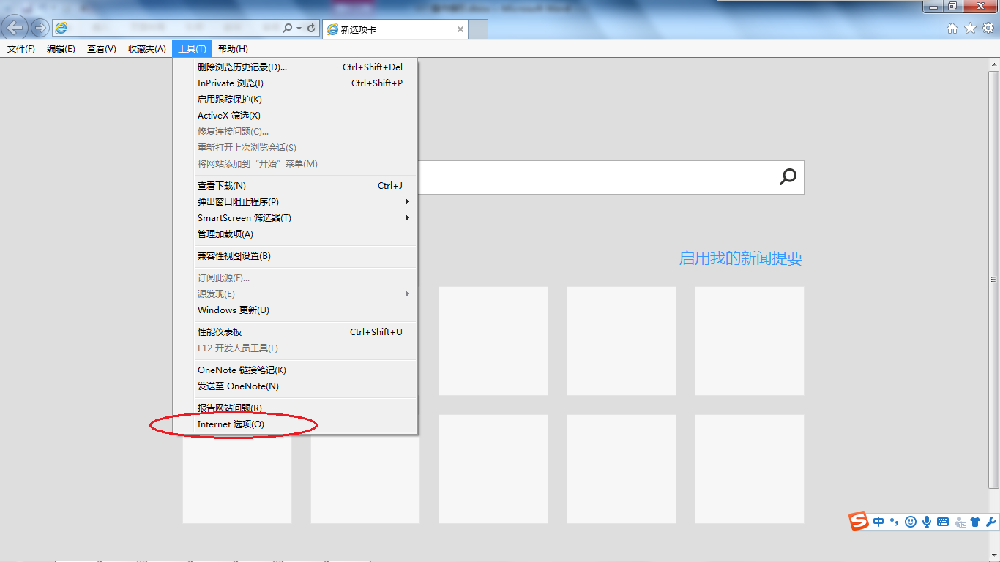 新选项卡
文件(F) 编辑(E) 查看(V) 收藏夹(A) 工具(T) 帮助(H)
删除浏览历史记录(D)... Ctrl+Shift+Del
InPrivate 浏览(I) Ctrl+Shift+P
启用跟踪保护(K)
ActiveX 筛选(X)
修复连接问题(C)...
重新打开上次浏览会话(S)
将网站添加到“开始”菜单(M)
查看下载(N) Ctrl+J
弹出窗口阻止程序(P)
SmartScreen 筛选器(T)
管理加载项(A)
兼容性视图设置(B)
启用我的新闻提要
订阅此源(F)...
源发现(E)
Windows 更新(U)
性能仪表板 Ctrl+Shift+U
F12 开发人员工具(L)
OneNote 链接笔记(K)
发送至 OneNote(N)
报告网站问题(R)
Internet 选项(O)
S 中